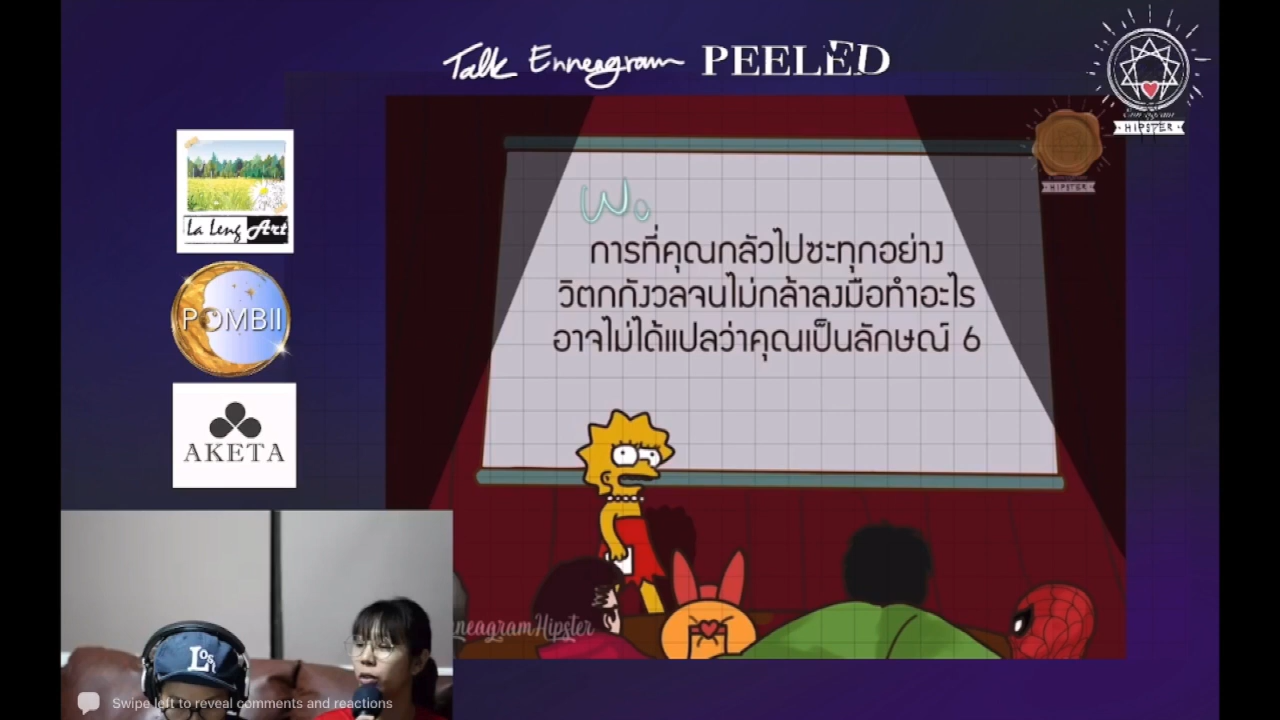 Talk Enneagram PEELED
Enneagram
HIPSTER
HIPSTER
La Leng Art
POMBII
AKETA
พ.
การที่คุณกลัวไปซะทุกอย่าง
วิตกกังวลจนไม่กล้าลงมือทำอะไร
อาจไม่ได้แปลว่าคุณเป็นลักษณ์ 6
neagramHipster
Swipe left to reveal comments and reactions